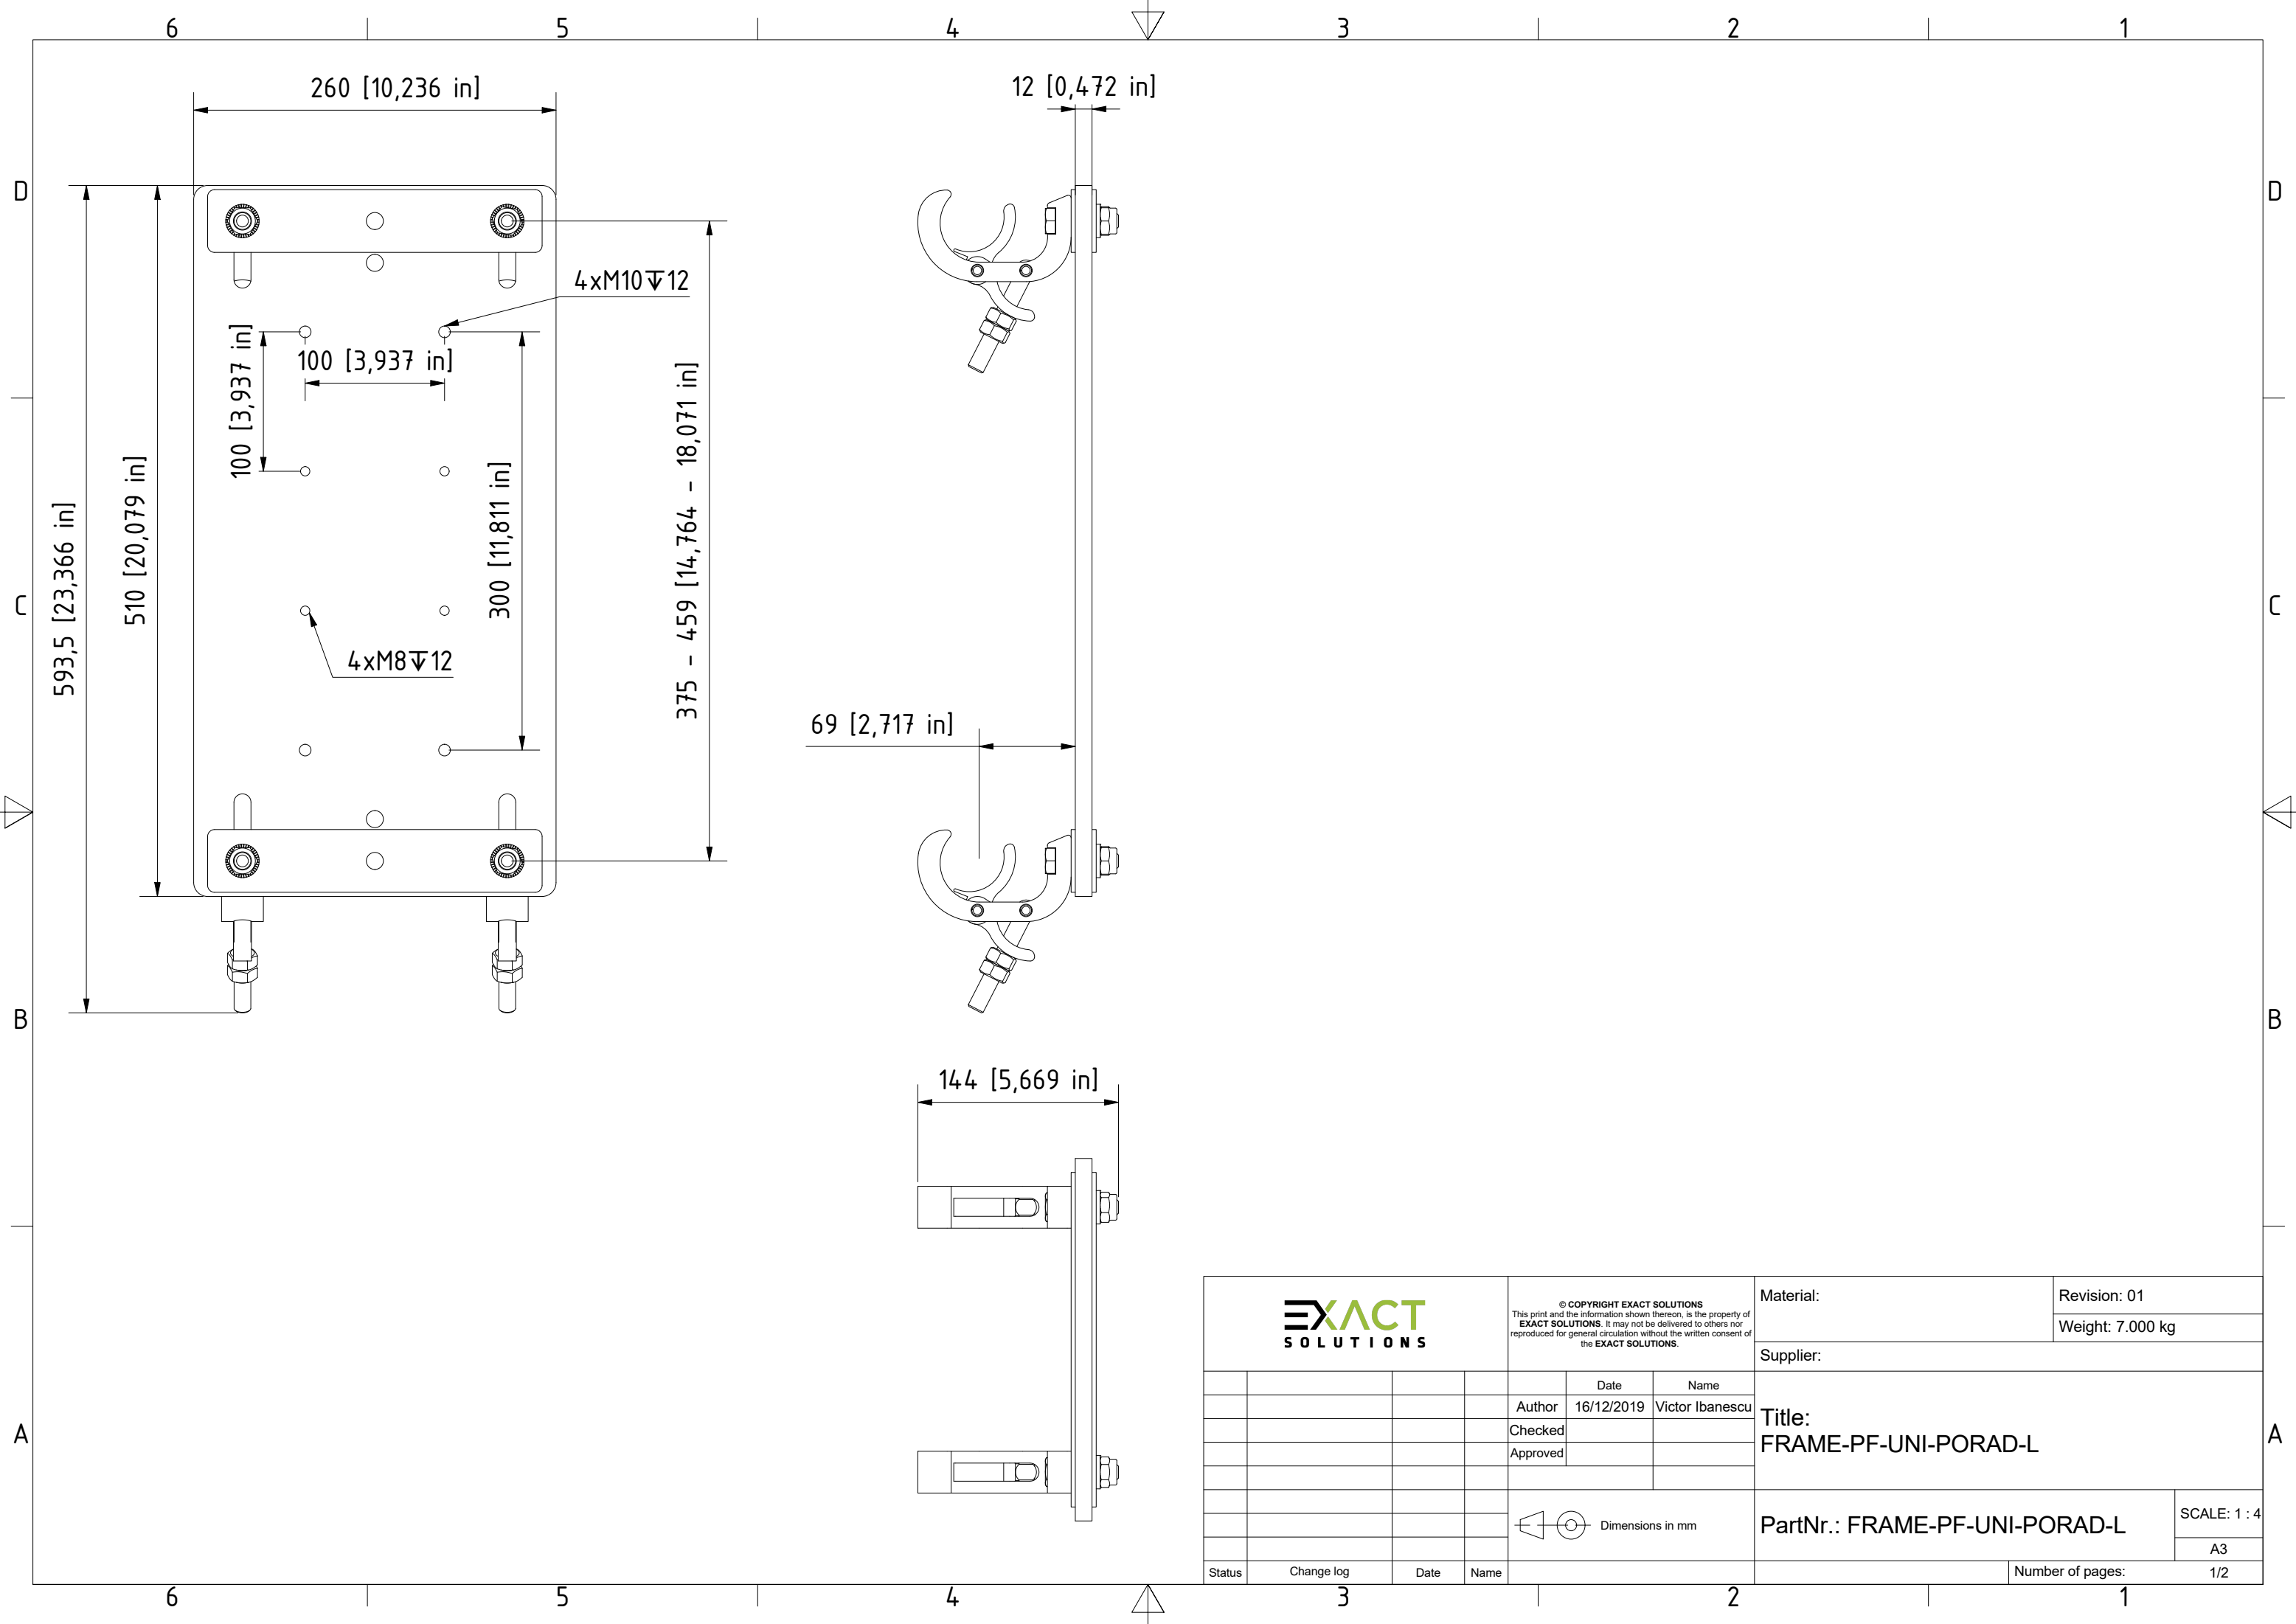 6 5 4 3 2 1
260 [10,236 in]
12 [0,472 in]
D D
4xM10↧12
100 [3,937 in]
100 [3,937 in]
375 - 459 [14,764 - 18,071 in]
510 [20,079 in]
300 [11,811 in]
593,5 [23,366 in]
C C
4xM8↧12
69 [2,717 in]
B B
144 [5,669 in]
A A
EXACT
SOLUTIONS
© COPYRIGHT EXACT SOLUTIONS
This print and the information shown thereon, is the property of
EXACT SOLUTIONS. It may not be delivered to others nor
reproduced for general circulation without the written consent of
the EXACT SOLUTIONS.
Material:
Revision: 01
Weight: 7.000 kg
Supplier:
Date Name
Author 16/12/2019 Victor Ibanescu
Checked
Approved
Title:
FRAME-PF-UNI-PORAD-L
Dimensions in mm
PartNr.: FRAME-PF-UNI-PORAD-L
SCALE: 1 : 4
A3
Status Change log Date Name
Number of pages: 1/2
6 5 4 3 2 1